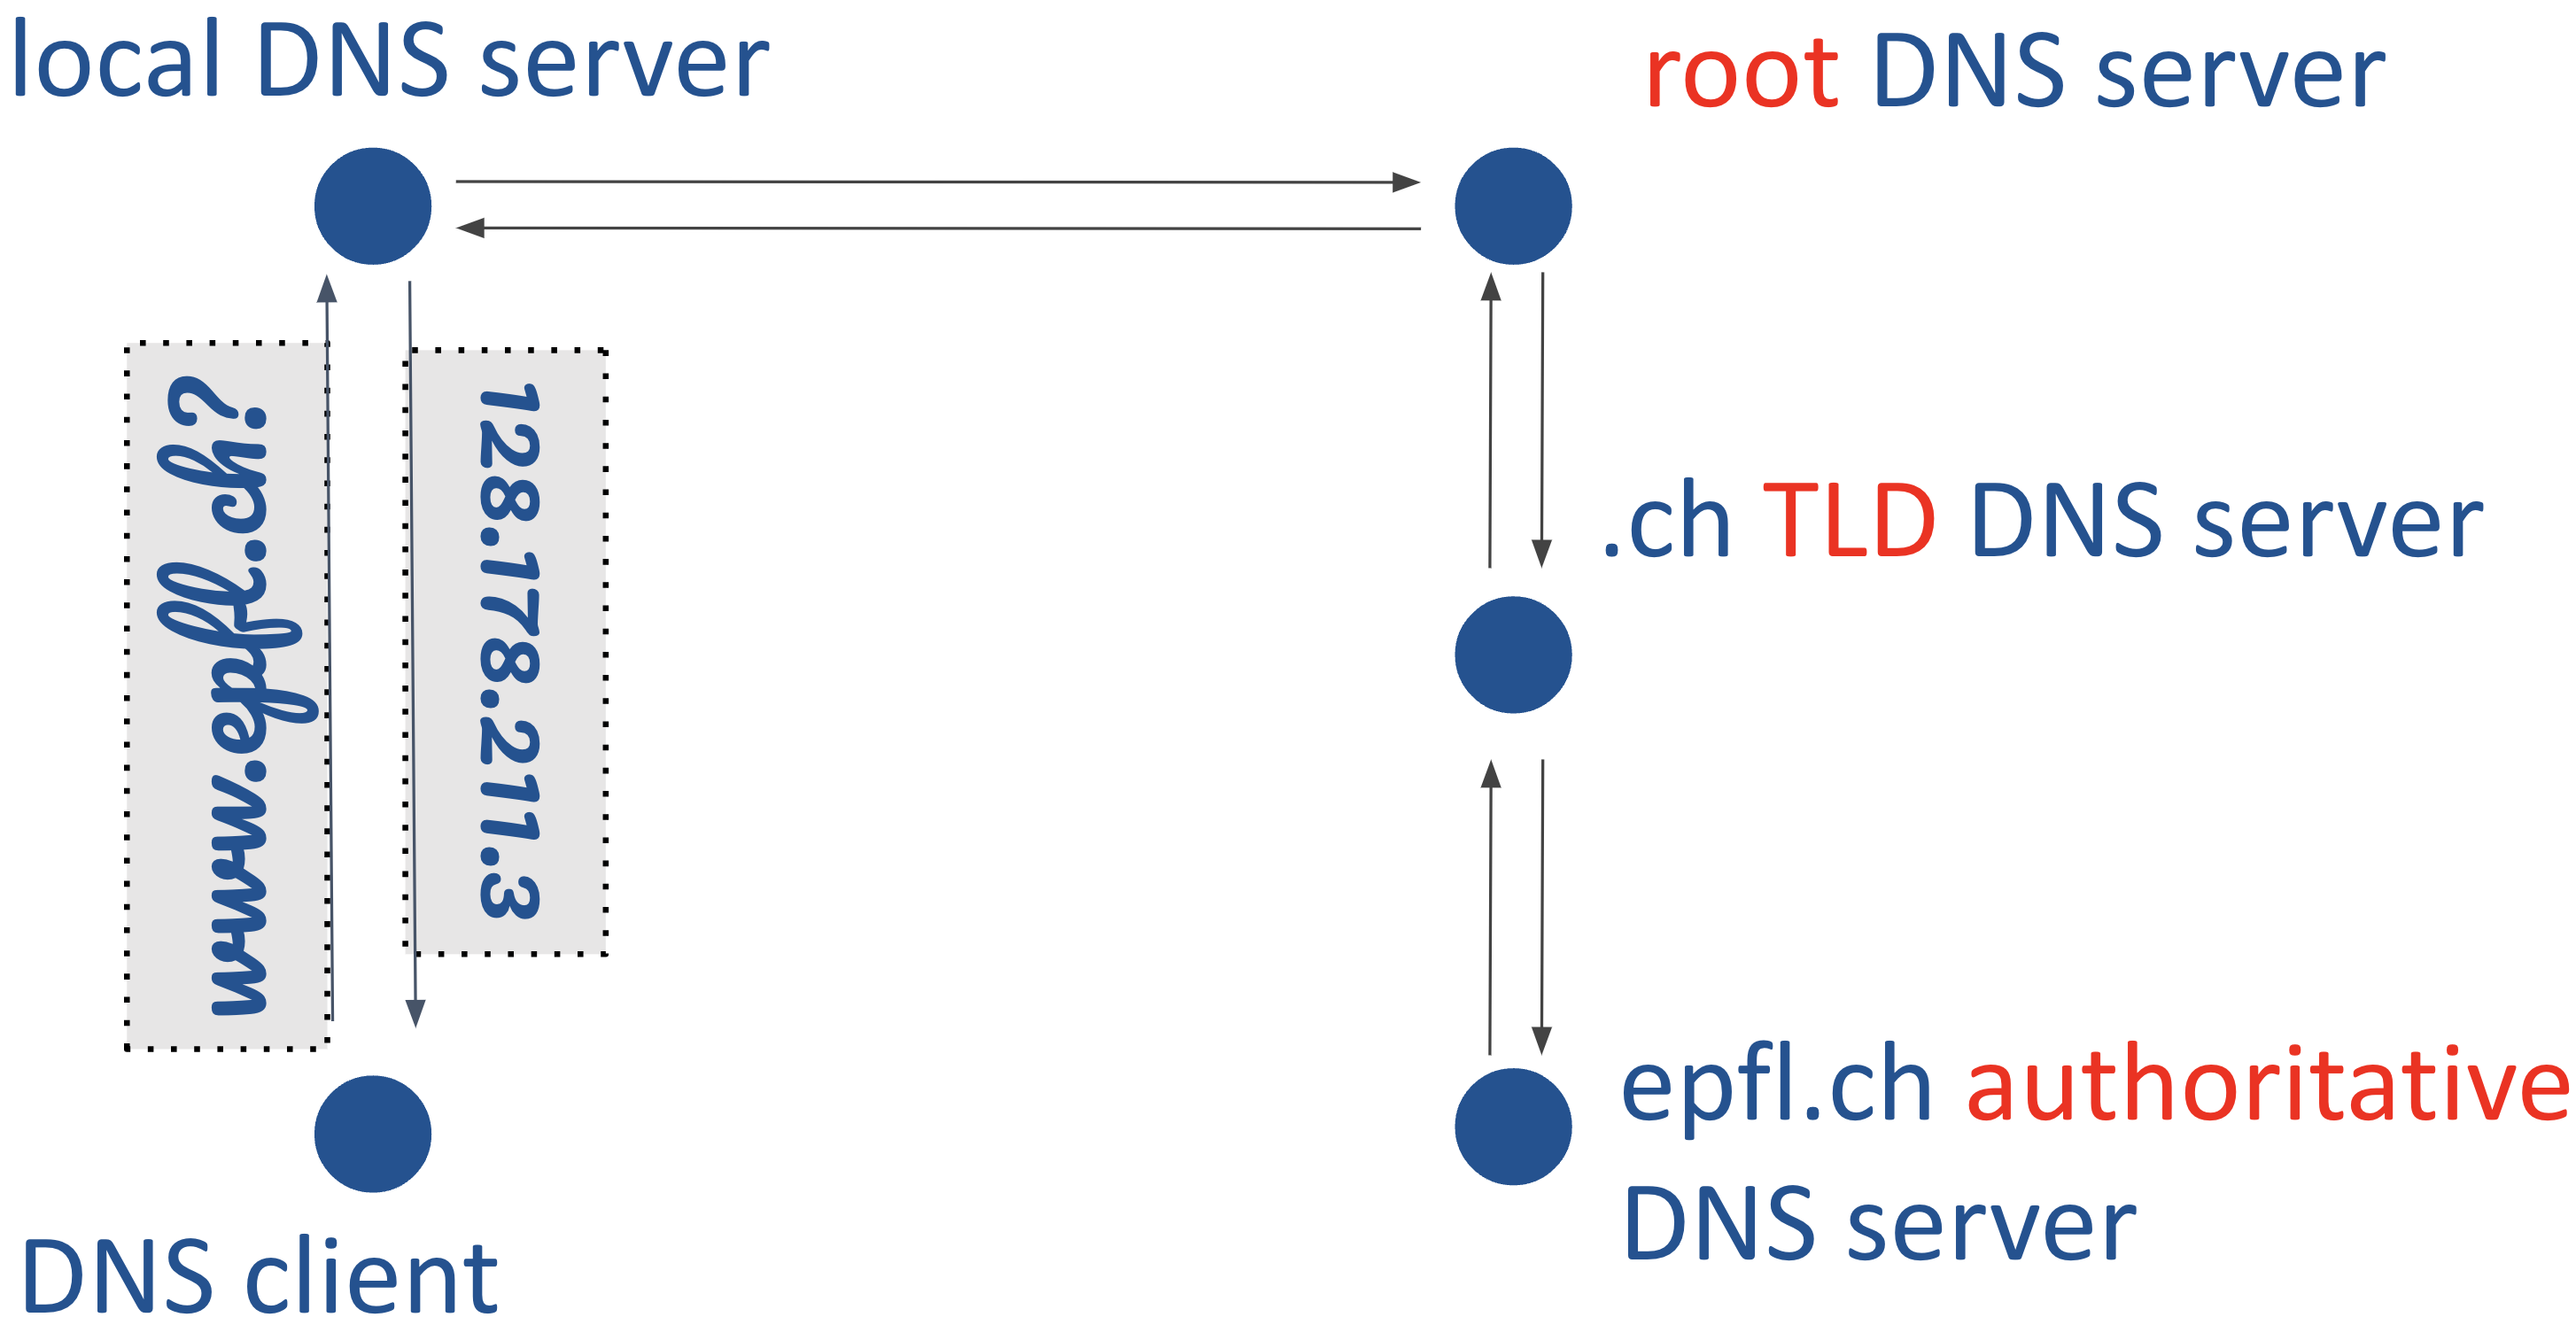 local DNS server
root DNS server
www.epfl.ch?
128.178.211.3
.ch TLD DNS server
epfl.ch authoritative
DNS server
DNS client